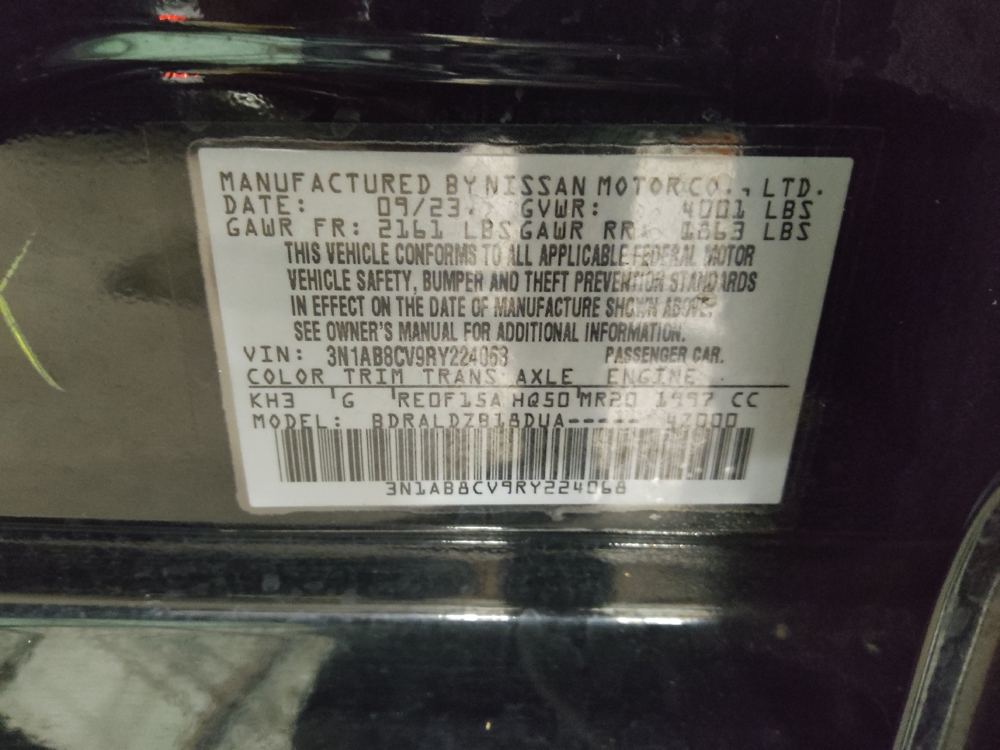 MANUFACTURED BY NISSAN MOTOR CO., LTD.
DATE: 09/23 GVWR: 4001 LBS
GAWR FR: 2161 LBS GAWR RR: 1863 LBS
THIS VEHICLE CONFORMS TO ALL APPLICABLE FEDERAL MOTOR
VEHICLE SAFETY, BUMPER AND THEFT PREVENTION STANDARDS
IN EFFECT ON THE DATE OF MANUFACTURE SHOWN ABOVE.
SEE OWNER'S MANUAL FOR ADDITIONAL INFORMATION.
VIN: 3N1AB8CV9RY224068 PASSENGER CAR.
COLOR TRIM TRANS AXLE ENGINE
KH3 G RE0F15A HQ50 MR20 1997 CC
MODEL: BDRALDZB18DUA----- 42000
3N1AB8CV9RY224068